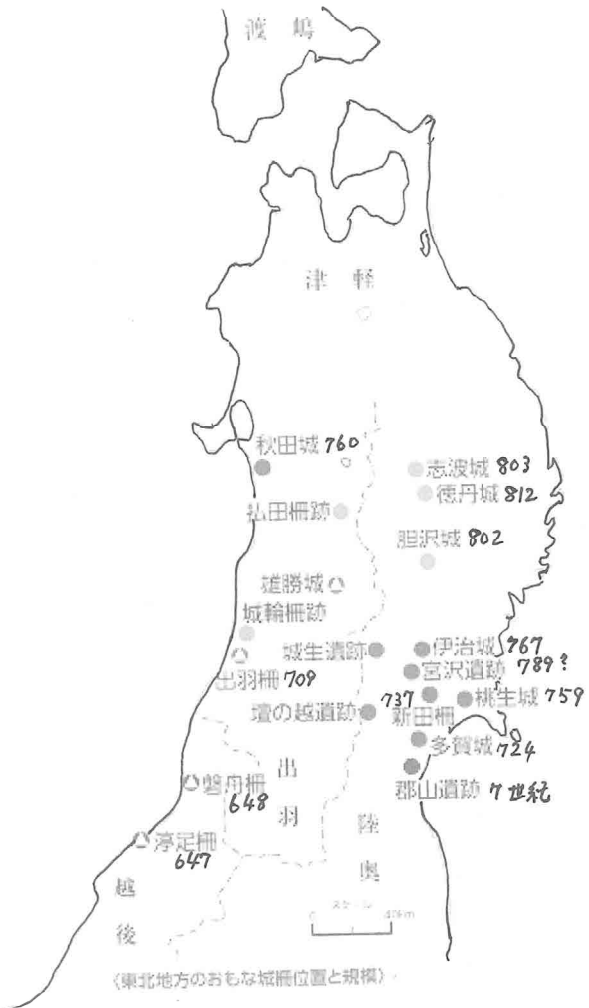 渡嶋
津軽
秋田城 760
志波城 803
徳丹城 812
払田柵跡
胆沢城 802
雄勝城
城輪柵跡
城生遺跡
伊治城 767
宮沢遺跡 789?
出羽柵 709
737
新田柵
桃生城 759
壇の越遺跡
多賀城 724
出羽
磐舟柵
648
郡山遺跡 7世紀
陸奥
渟足柵
647
越後
スケール
0 40km
〈東北地方のおもな城柵位置と規模〉